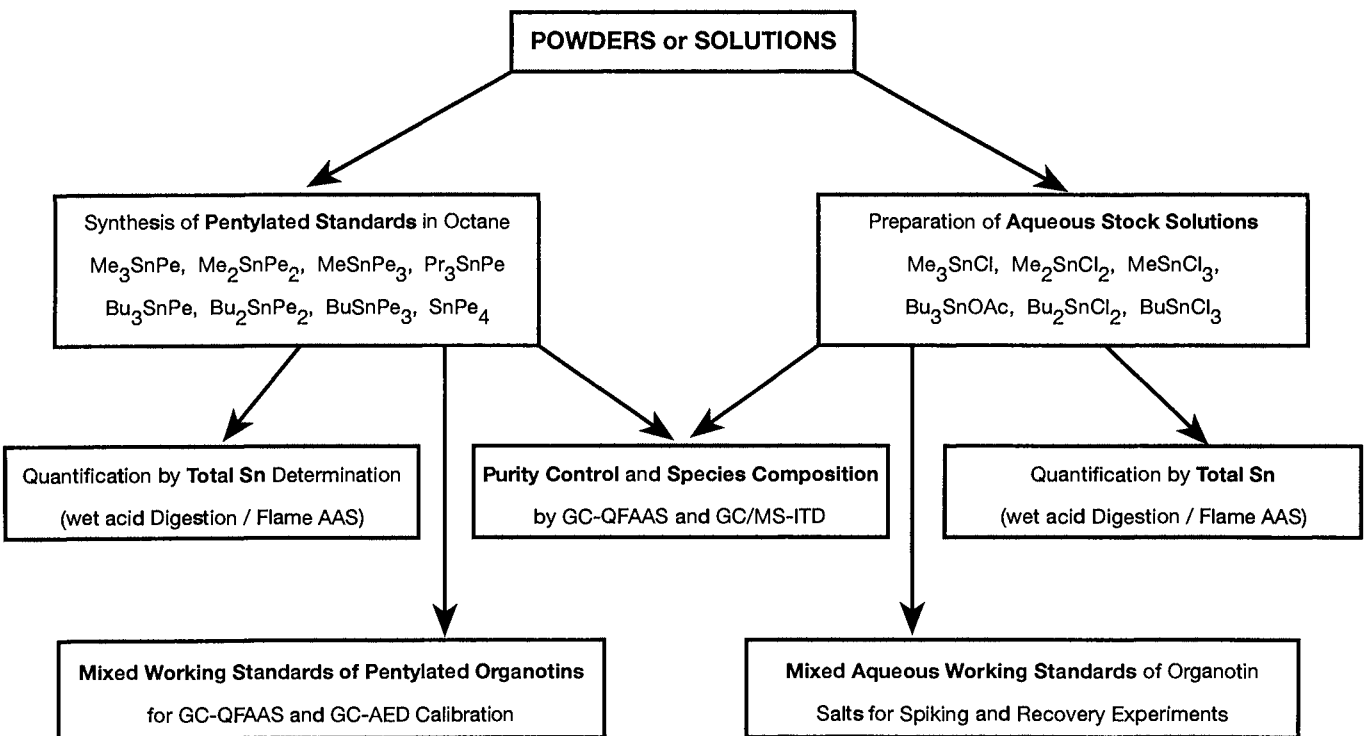 POWDERS or SOLUTIONS
Synthesis of Pentylated Standards in Octane
Me3SnPe, Me2SnPe2, MeSnPe3, Pr3SnPe
Bu3SnPe, Bu2SnPe2, BuSnPe3, SnPe4
Preparation of Aqueous Stock Solutions
Me3SnCl, Me2SnCl2, MeSnCl3,
Bu3SnOAc, Bu2SnCl2, BuSnCl3
Quantification by Total Sn Determination
(wet acid Digestion / Flame AAS)
Purity Control and Species Composition
by GC-QFAAS and GC/MS-ITD
Quantification by Total Sn
(wet acid Digestion / Flame AAS)
Mixed Working Standards of Pentylated Organotins
for GC-QFAAS and GC-AED Calibration
Mixed Aqueous Working Standards of Organotin
Salts for Spiking and Recovery Experiments